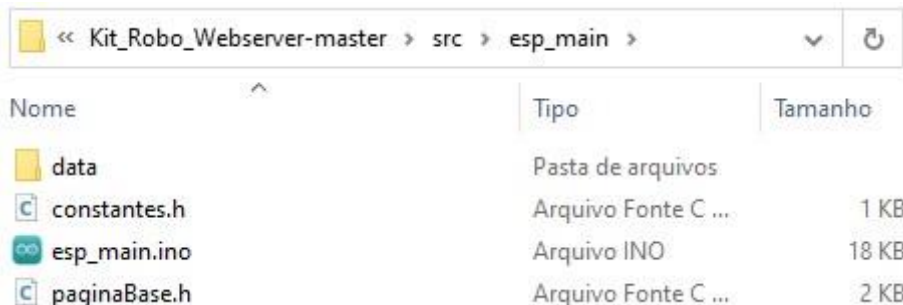 « Kit_Robo_Webserver-master > src > esp_main >
Nome Tipo Tamanho
data Pasta de arquivos
constantes.h Arquivo Fonte C ... 1 KB
esp_main.ino Arquivo INO 18 KB
paginaBase.h Arquivo Fonte C ... 2 KB